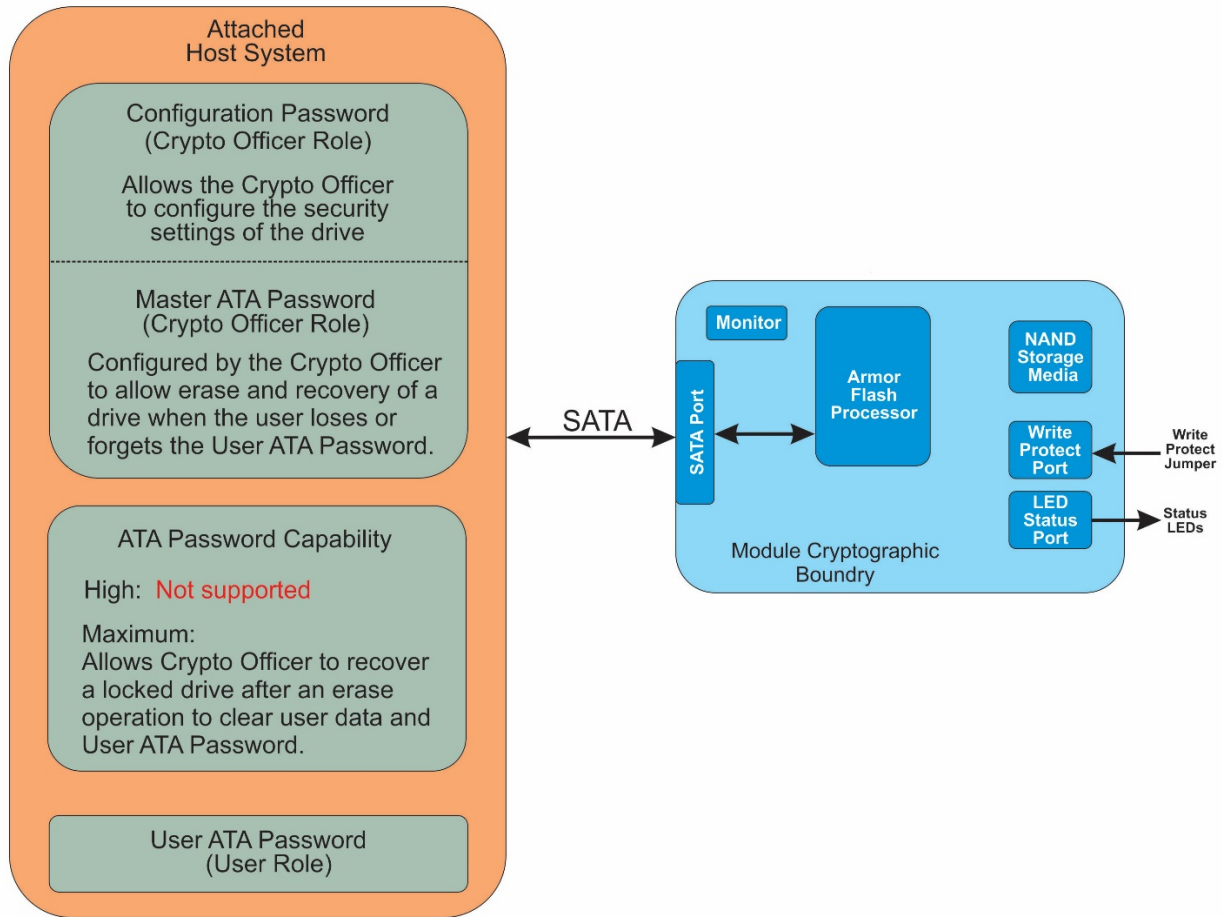 Attached
Host System
Configuration Password
(Crypto Officer Role)
Allows the Crypto Officer
to configure the security
settings of the drive
Master ATA Password
(Crypto Officer Role)
Configured by the Crypto Officer
to allow erase and recovery of a
drive when the user loses or
forgets the User ATA Password.
ATA Password Capability
High: Not supported
Maximum:
Allows Crypto Officer to recover
a locked drive after an erase
operation to clear user data and
User ATA Password.
User ATA Password
(User Role)
SATA
Monitor
SATA Port
Armor
Flash
Processor
NAND
Storage
Media
Write
Protect
Port
LED
Status
Port
Module Cryptographic
Boundry
Write
Protect
Jumper
Status
LEDs